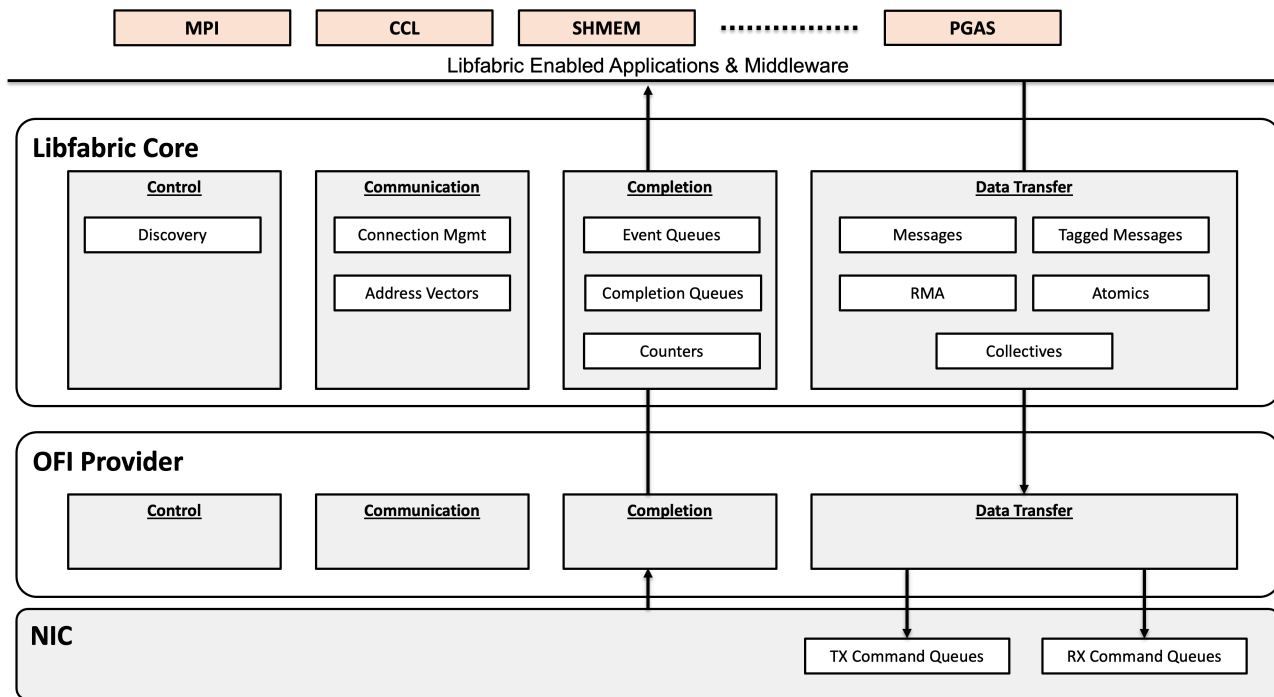 MPI CCL SHMEM PGAS
Libfabric Enabled Applications & Middleware
Libfabric Core
Control
Discovery
Communication
Connection Mgmt
Address Vectors
Completion
Event Queues
Completion Queues
Counters
Data Transfer
Messages Tagged Messages
RMA Atomics
Collectives
OFI Provider
Control Communication Completion Data Transfer
NIC
TX Command Queues RX Command Queues